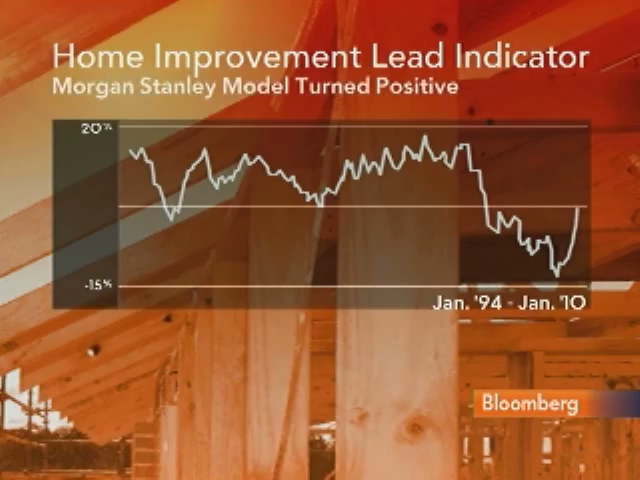 Home Improvement Lead Indicator
Morgan Stanley Model Turned Positive
20%
-15%
Jan. '94 - Jan. '10
Bloomberg